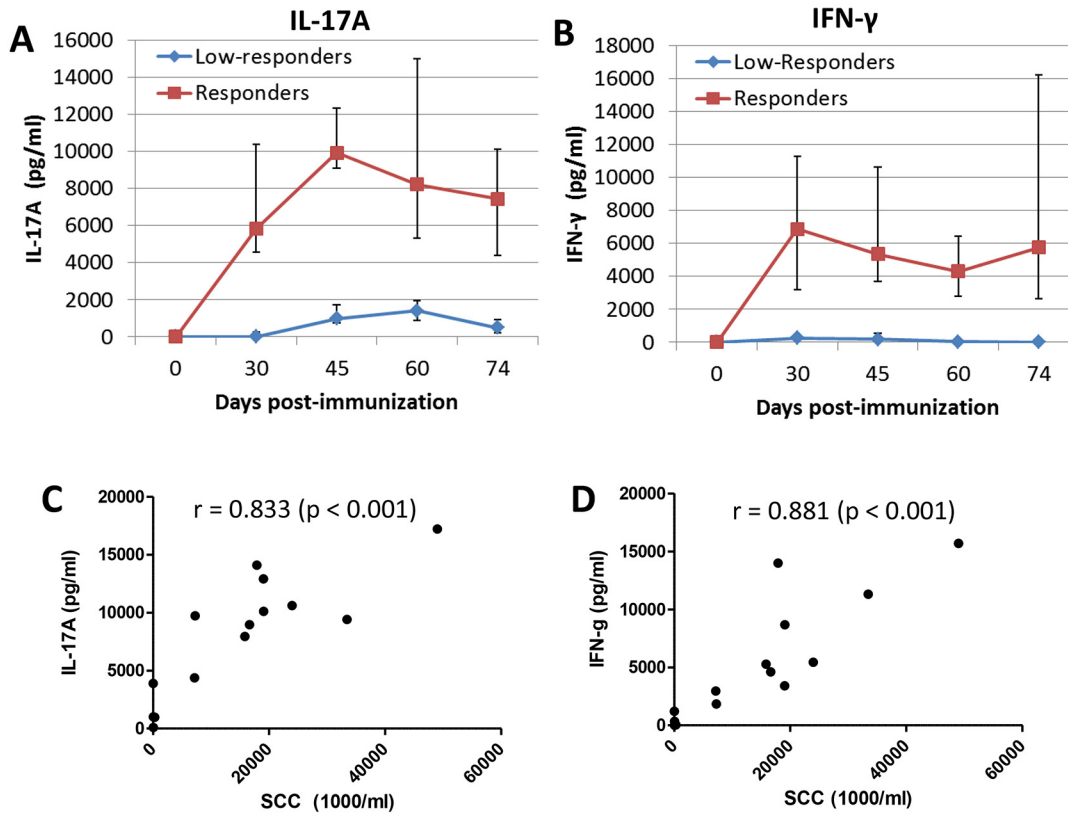 A
IL-17A
16000
14000
12000
10000
8000
6000
4000
2000
0
IL-17A (pg/ml)
Low-responders
Responders
0 30 45 60 74
Days post-immunization
B
IFN-γ
18000
16000
14000
12000
10000
8000
6000
4000
2000
0
IFN-γ (pg/ml)
Low-Responders
Responders
0 30 45 60 74
Days post-immunization
C
r = 0.833 (p < 0.001)
20000
15000
10000
5000
0
IL-17A (pg/ml)
0 20000 40000 60000
SCC (1000/ml)
D
r = 0.881 (p < 0.001)
20000
15000
10000
5000
0
IFN-g (pg/ml)
0 20000 40000 60000
SCC (1000/ml)